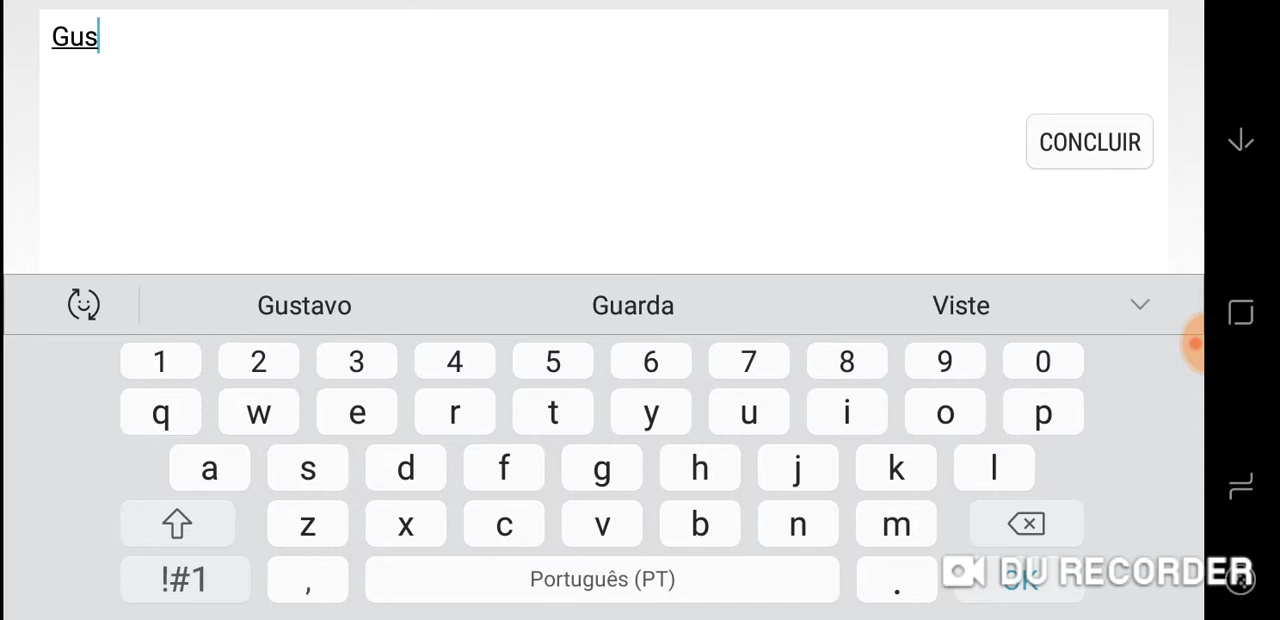 Gus
CONCLUIR
Gustavo Guarda Viste
1 2 3 4 5 6 7 8 9 0
q w e r t y u i o p
a s d f g h j k l
z x c v b n m
!#1 , Português (PT) . OK
DU RECORDER